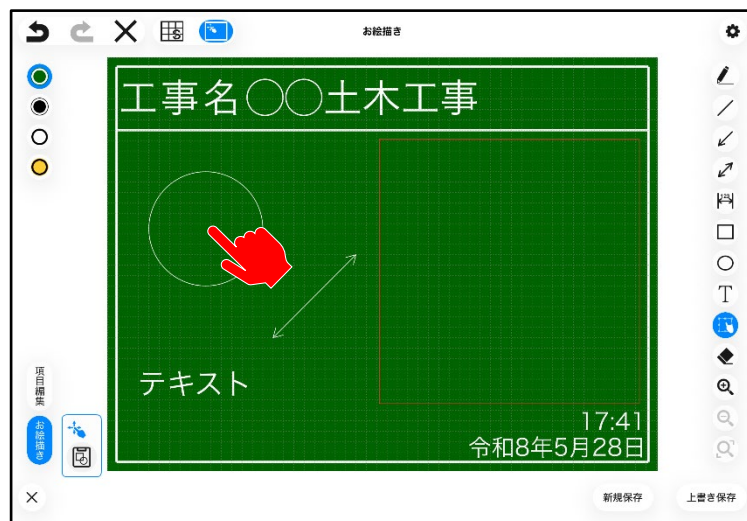 お絵描き
工事名○○土木工事
テキスト
17:41
令和8年5月28日
123
T
項目編集
お絵描き
新規保存
上書き保存